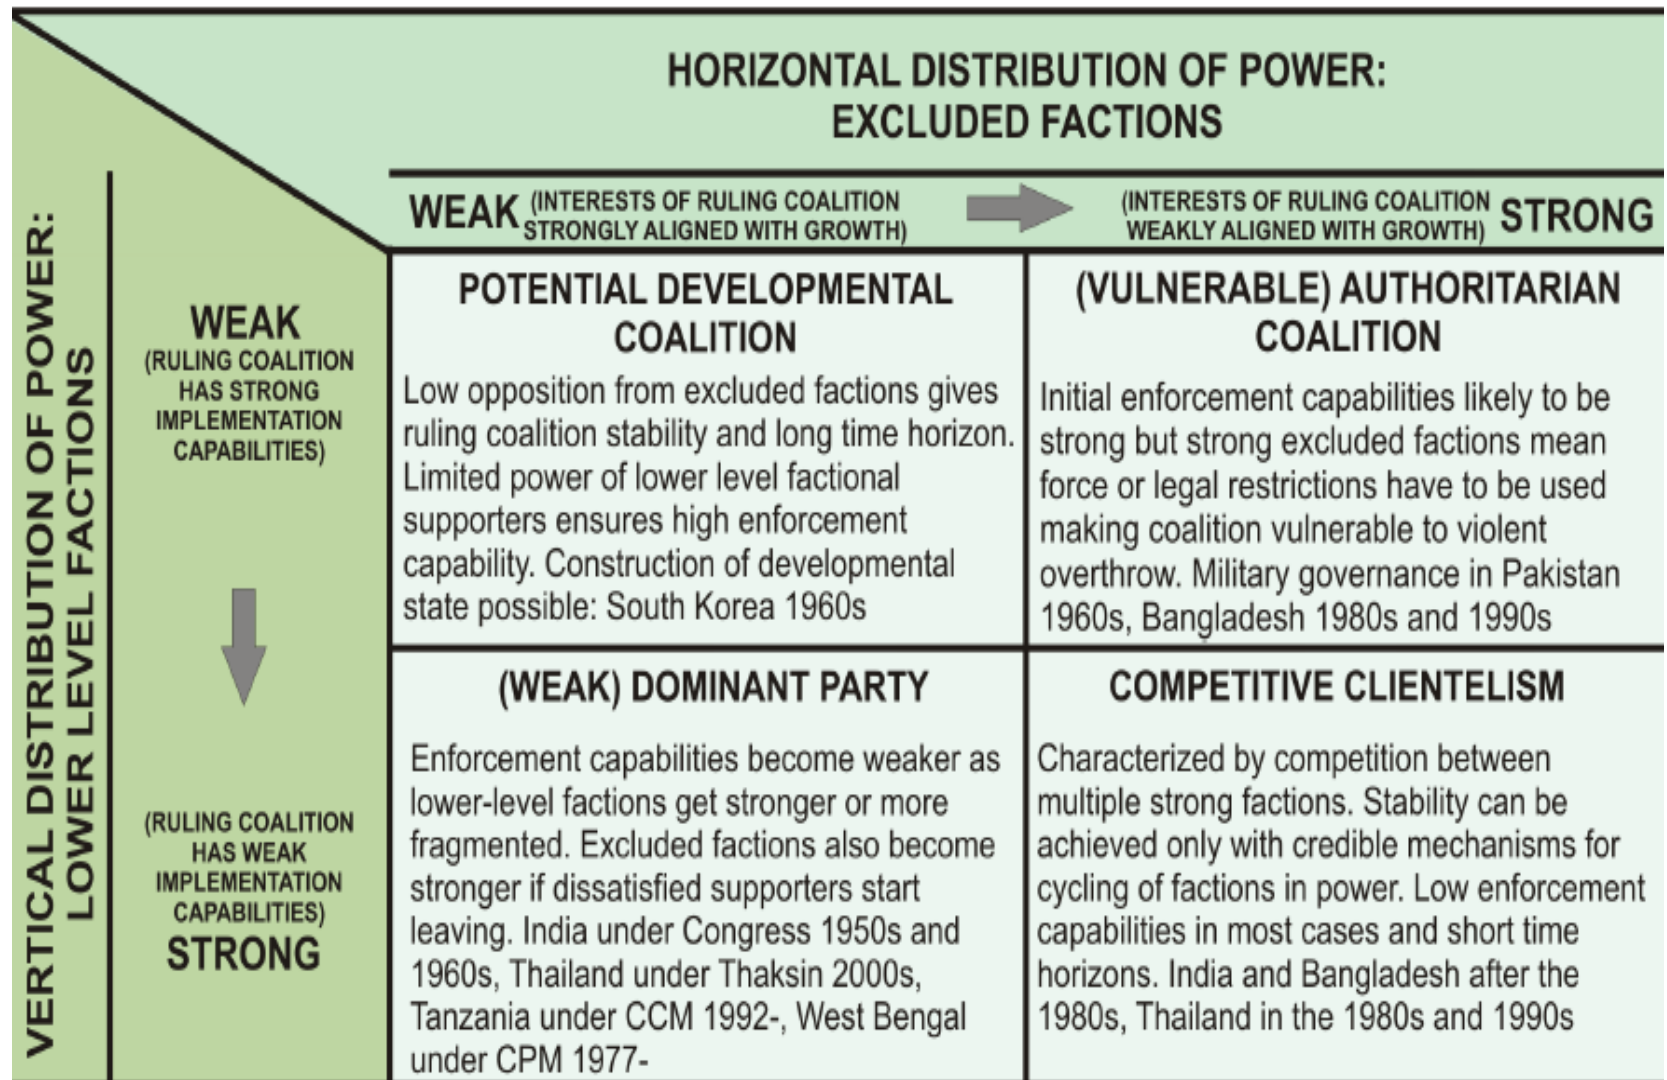 HORIZONTAL DISTRIBUTION OF POWER:
EXCLUDED FACTIONS
WEAK (INTERESTS OF RULING COALITION
STRONGLY ALIGNED WITH GROWTH)
(INTERESTS OF RULING COALITION
WEAKLY ALIGNED WITH GROWTH) STRONG
VERTICAL DISTRIBUTION OF POWER:
LOWER LEVEL FACTIONS
WEAK
(RULING COALITION
HAS STRONG
IMPLEMENTATION
CAPABILITIES)
POTENTIAL DEVELOPMENTAL
COALITION
Low opposition from excluded factions gives
ruling coalition stability and long time horizon.
Limited power of lower level factional
supporters ensures high enforcement
capability. Construction of developmental
state possible: South Korea 1960s
(VULNERABLE) AUTHORITARIAN
COALITION
Initial enforcement capabilities likely to be
strong but strong excluded factions mean
force or legal restrictions have to be used
making coalition vulnerable to violent
overthrow. Military governance in Pakistan
1960s, Bangladesh 1980s and 1990s
(RULING COALITION
HAS WEAK
IMPLEMENTATION
CAPABILITIES)
STRONG
(WEAK) DOMINANT PARTY
Enforcement capabilities become weaker as
lower-level factions get stronger or more
fragmented. Excluded factions also become
stronger if dissatisfied supporters start
leaving. India under Congress 1950s and
1960s, Thailand under Thaksin 2000s,
Tanzania under CCM 1992-, West Bengal
under CPM 1977-
COMPETITIVE CLIENTELISM
Characterized by competition between
multiple strong factions. Stability can be
achieved only with credible mechanisms for
cycling of factions in power. Low enforcement
capabilities in most cases and short time
horizons. India and Bangladesh after the
1980s, Thailand in the 1980s and 1990s